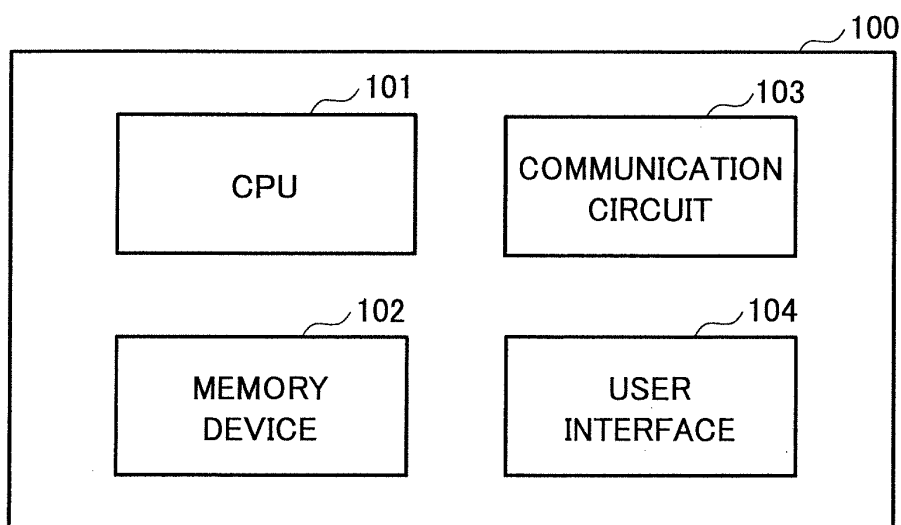 100
101
103
CPU
COMMUNICATION
CIRCUIT
102
104
MEMORY
DEVICE
USER
INTERFACE